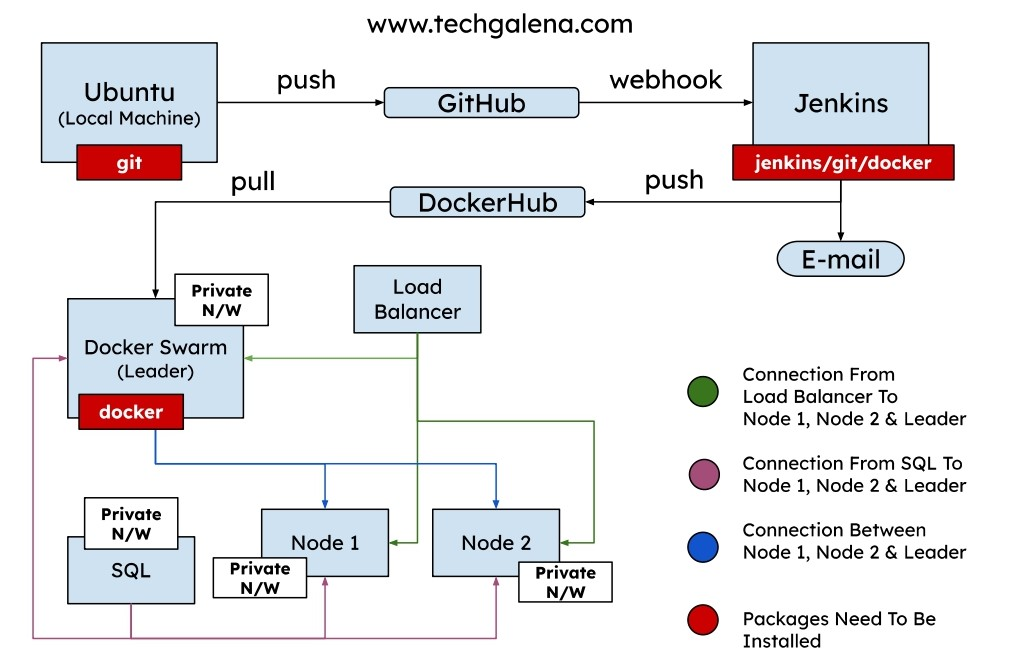 www.techgalena.com
Ubuntu
(Local Machine)
git
push
GitHub
webhook
Jenkins
jenkins/git/docker
pull
DockerHub
push
E-mail
Private
N/W
Docker Swarm
(Leader)
docker
Load
Balancer
Private
N/W
SQL
Node 1
Private
N/W
Node 2
Private
N/W
Connection From
Load Balancer To
Node 1, Node 2 & Leader
Connection From SQL To
Node 1, Node 2 & Leader
Connection Between
Node 1, Node 2 & Leader
Packages Need To Be
Installed